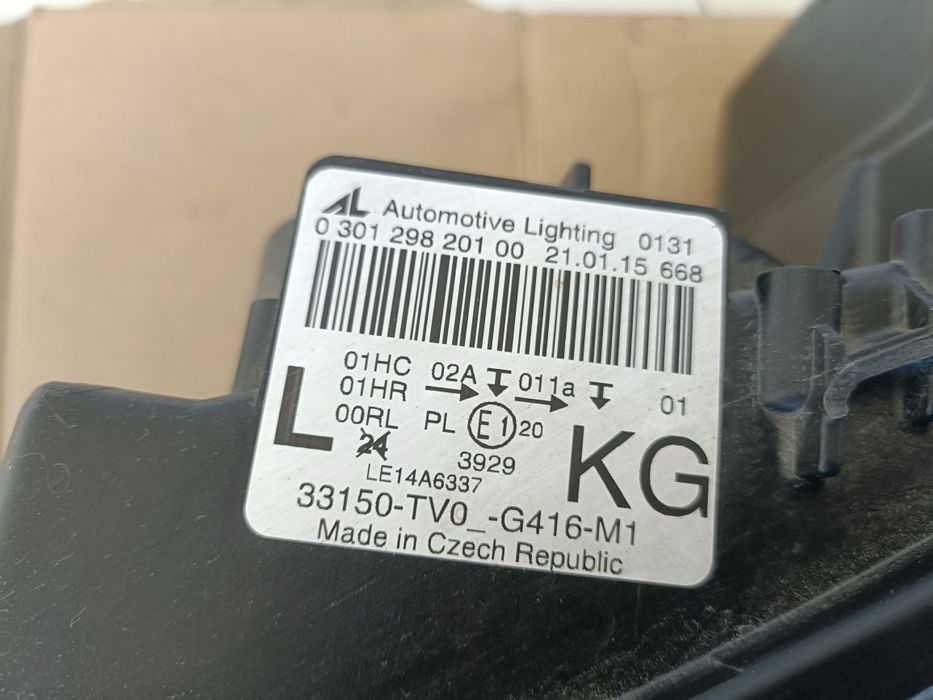 AL Automotive Lighting 0131
0 301 298 201 00 21.01.15 668
01HC 02A 011a 01
01HR
00RL PL E1 20
24
3929
LE14A6337
L KG
33150-TV0_-G416-M1
Made in Czech Republic